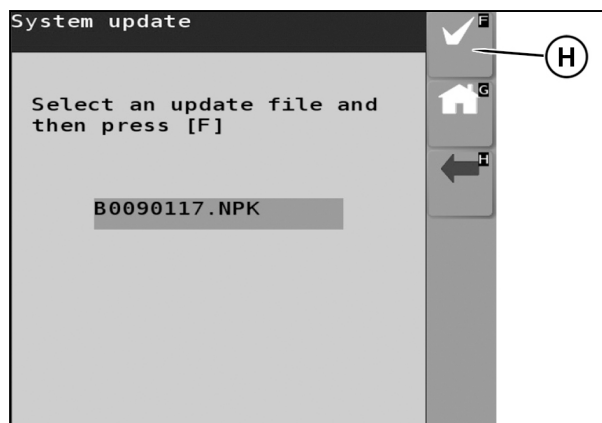 System update
F
H
G
Select an update file and
then press [F]
H
B0090117.NPK